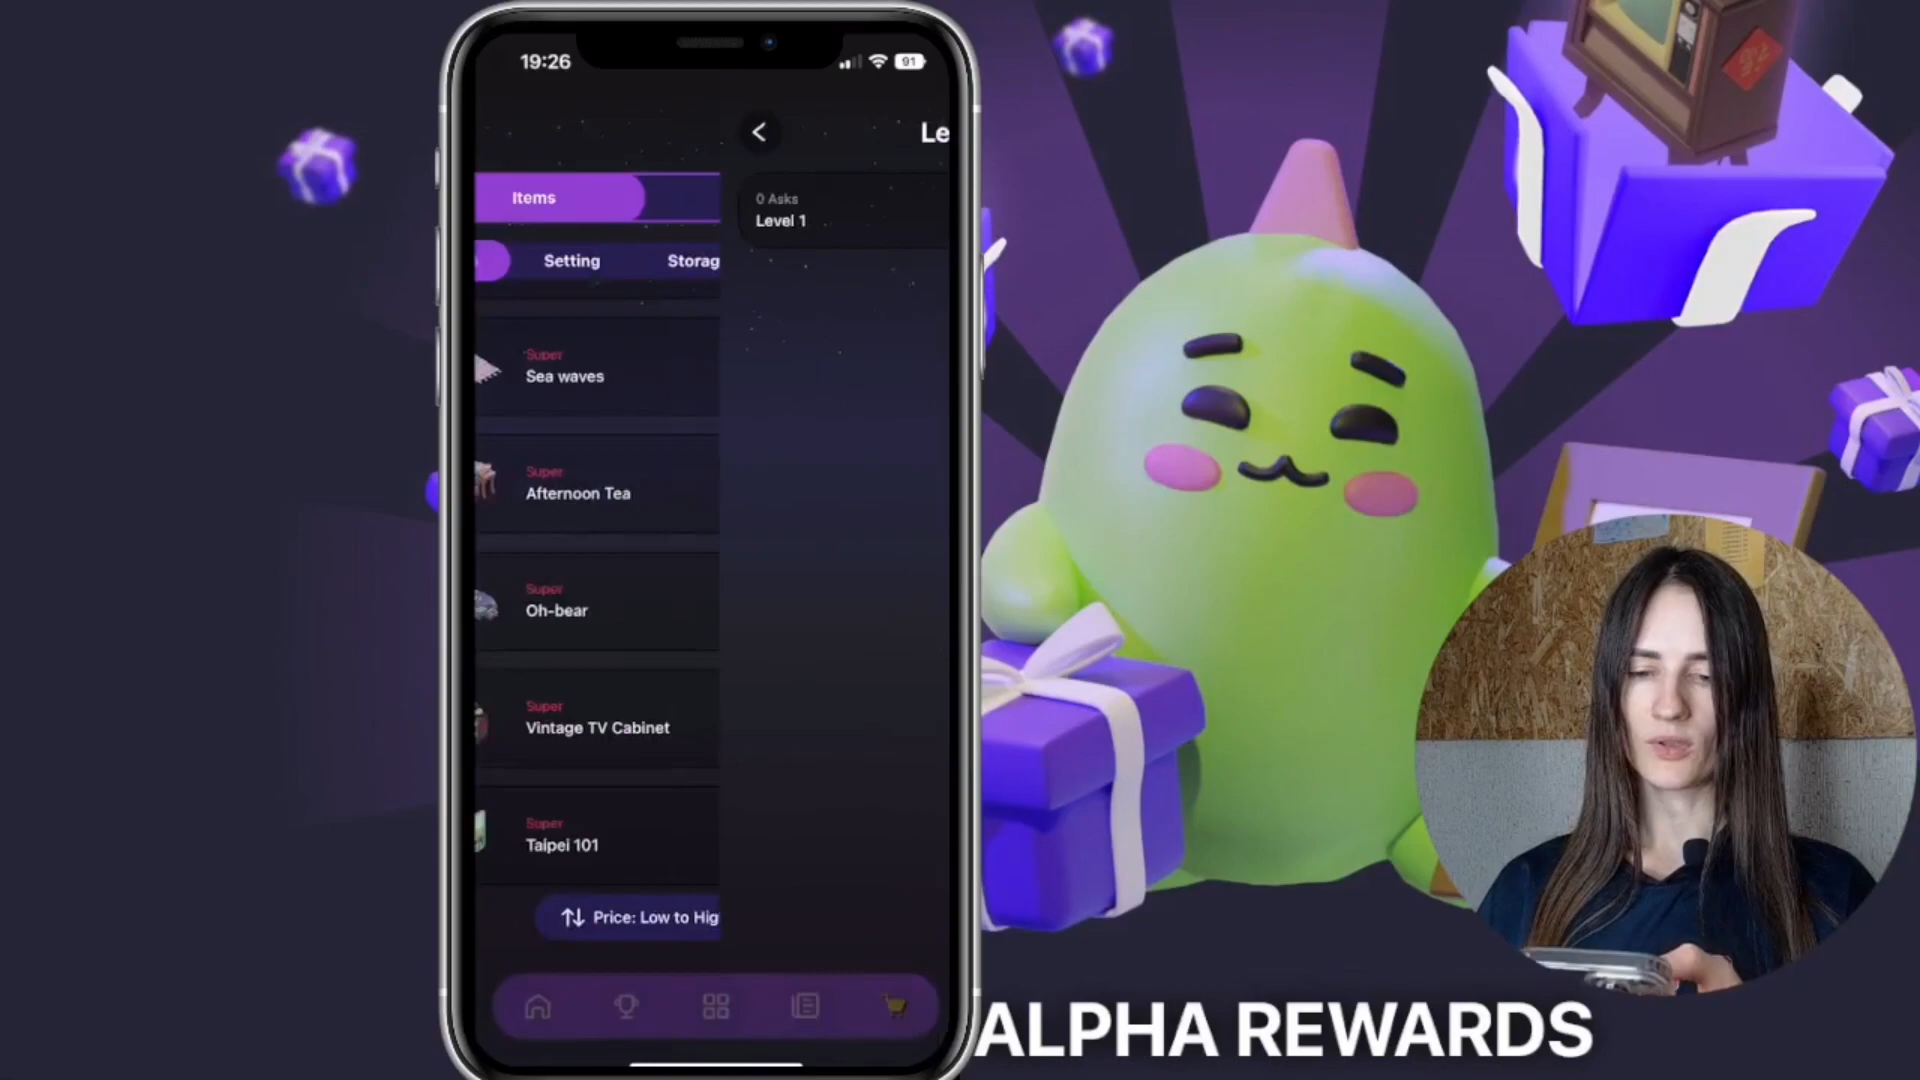 19:26
91
Le
Items
0 Asks
Level 1
Setting
Storag
Super
Sea waves
Super
Afternoon Tea
Super
Oh-bear
Super
Vintage TV Cabinet
Super
Taipei 101
Price: Low to Hig
ALPHA REWARDS